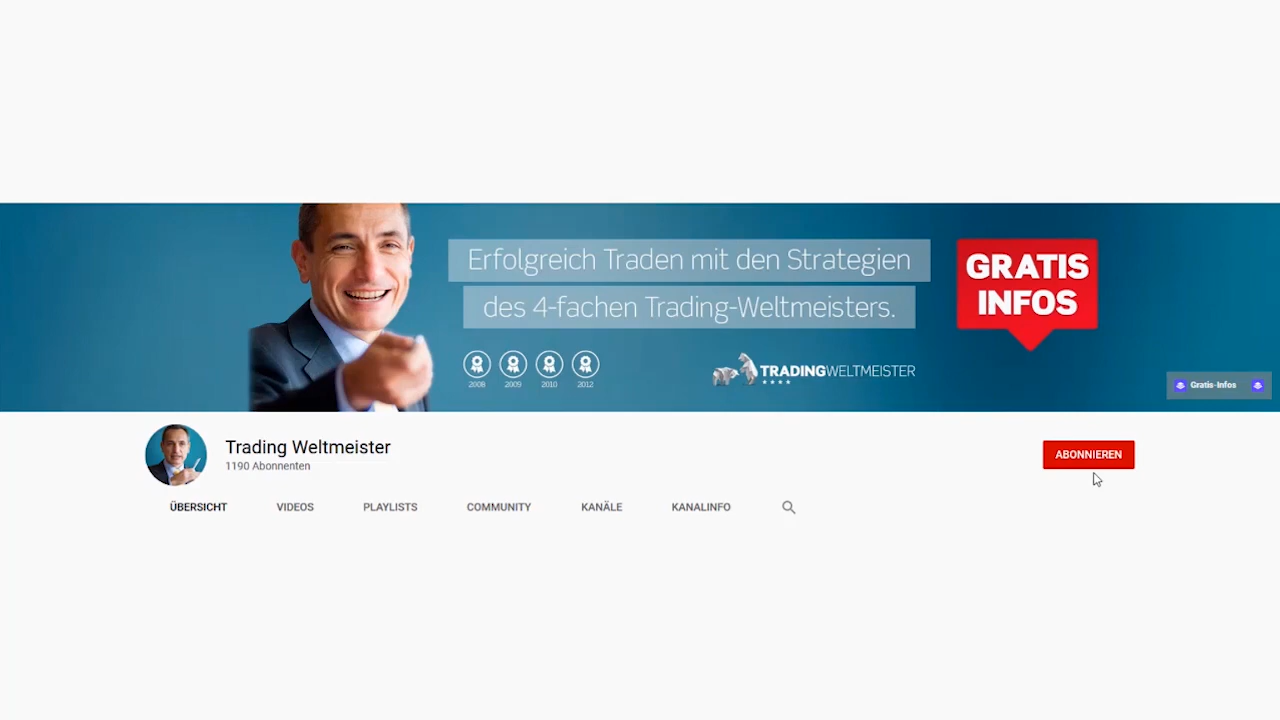 Erfolgreich Traden mit den Strategien
des 4-fachen Trading-Weltmeisters.
GRATIS
INFOS
2008 2009 2010 2012
TRADINGWELTMEISTER
Gratis-Infos
Trading Weltmeister
1190 Abonnenten
ABONNIEREN
ÜBERSICHT VIDEOS PLAYLISTS COMMUNITY KANÄLE KANALINFO